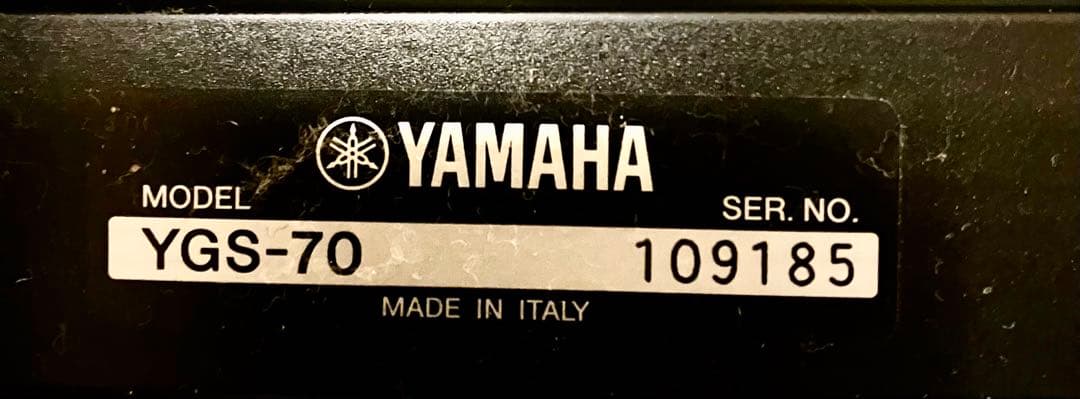 YAMAHA
MODEL SER. NO.
YGS-70 109185
MADE IN ITALY